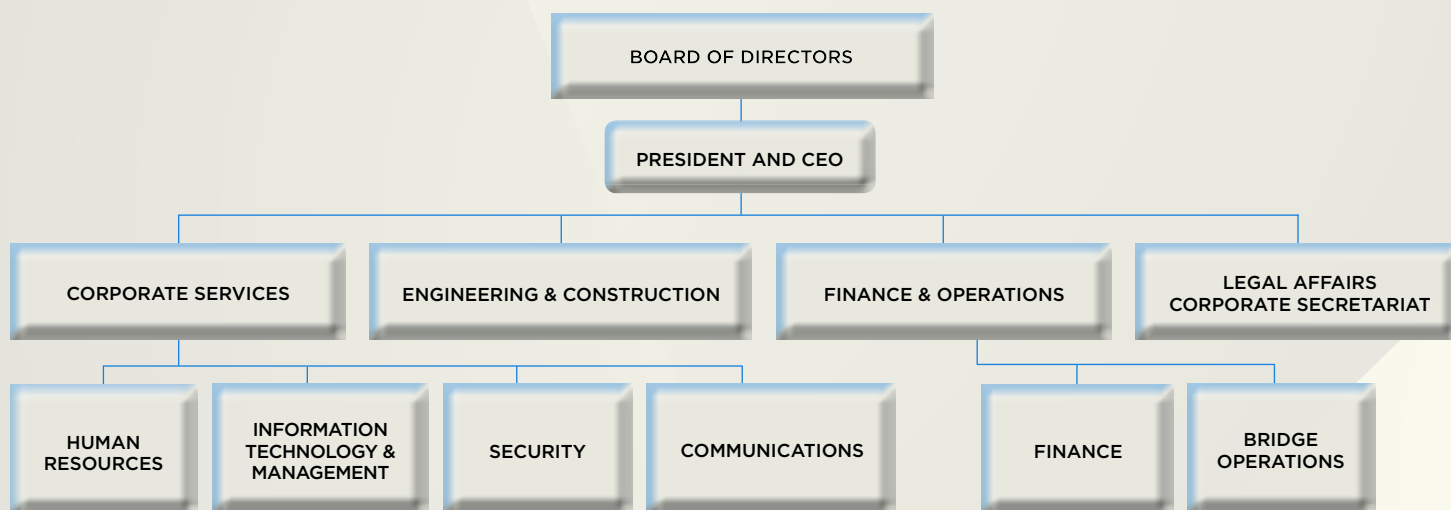 BOARD OF DIRECTORS
PRESIDENT AND CEO
CORPORATE SERVICES
ENGINEERING & CONSTRUCTION
FINANCE & OPERATIONS
LEGAL AFFAIRS
CORPORATE SECRETARIAT
HUMAN
RESOURCES
INFORMATION
TECHNOLOGY &
MANAGEMENT
SECURITY
COMMUNICATIONS
FINANCE
BRIDGE
OPERATIONS